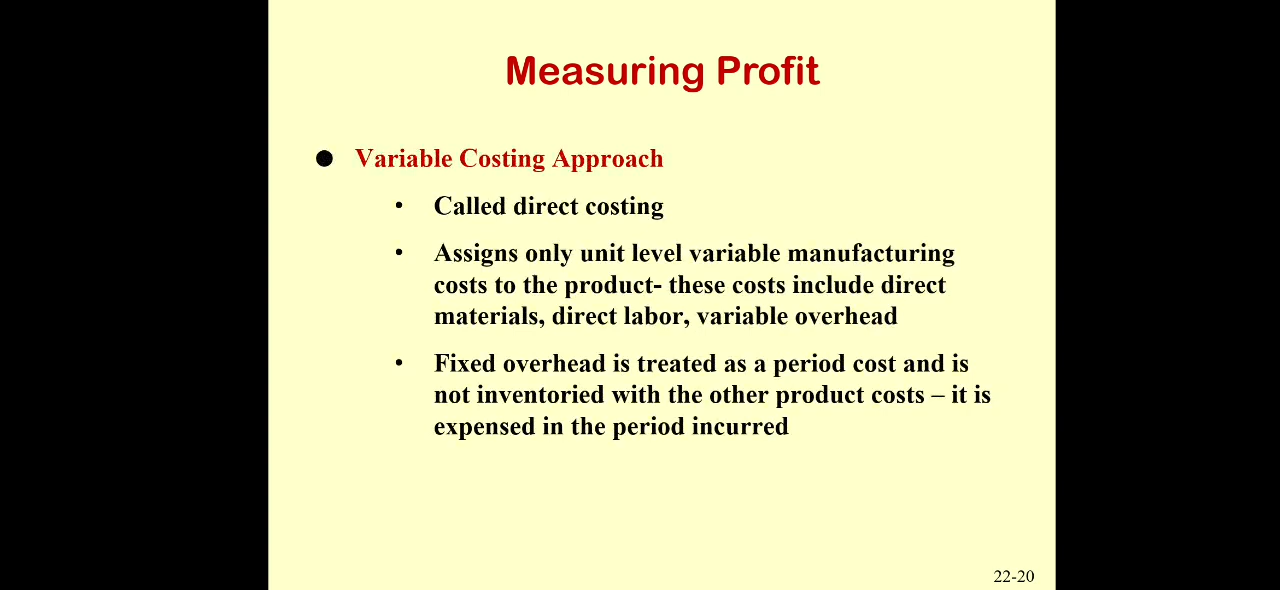 Measuring Profit
● Variable Costing Approach
• Called direct costing
• Assigns only unit level variable manufacturing
costs to the product- these costs include direct
materials, direct labor, variable overhead
• Fixed overhead is treated as a period cost and is
not inventoried with the other product costs – it is
expensed in the period incurred
22-20